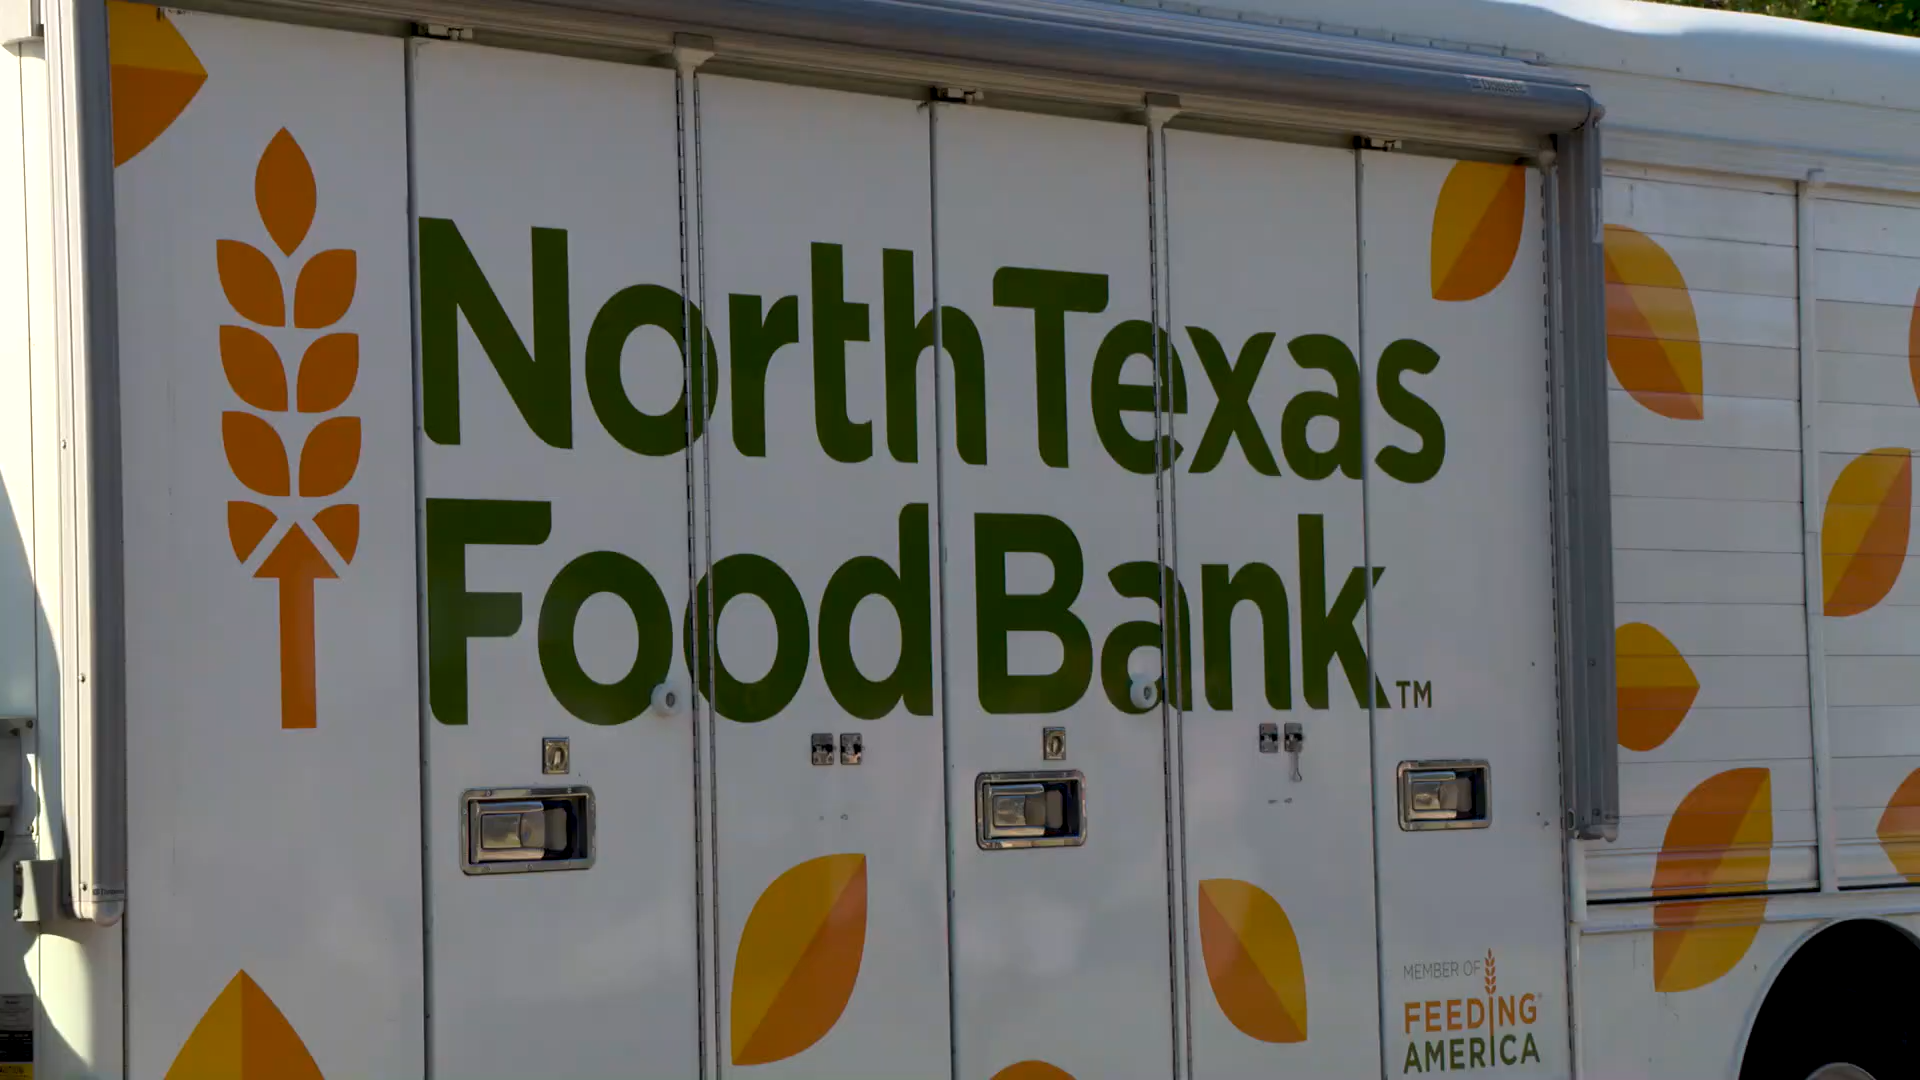 North Texas
Food Bank™
MEMBER OF
FEEDING
AMERICA